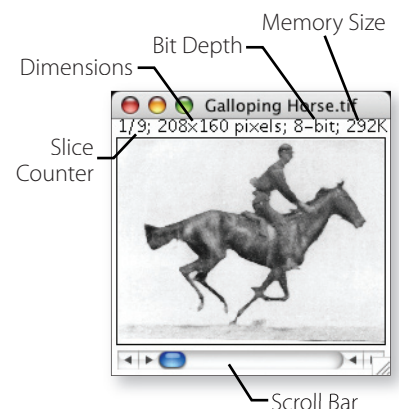 Memory Size
Bit Depth
Dimensions
Galloping Horse.tif
1/9; 208x160 pixels; 8-bit; 292K
Slice
Counter
Scroll Bar